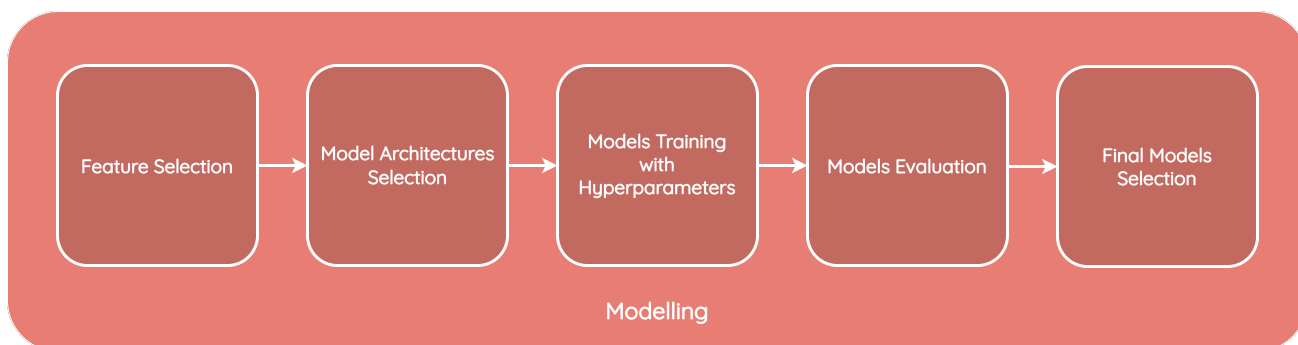 Feature Selection
Model Architectures
Selection
Models Training
with
Hyperparameters
Models Evaluation
Final Models
Selection
Modelling